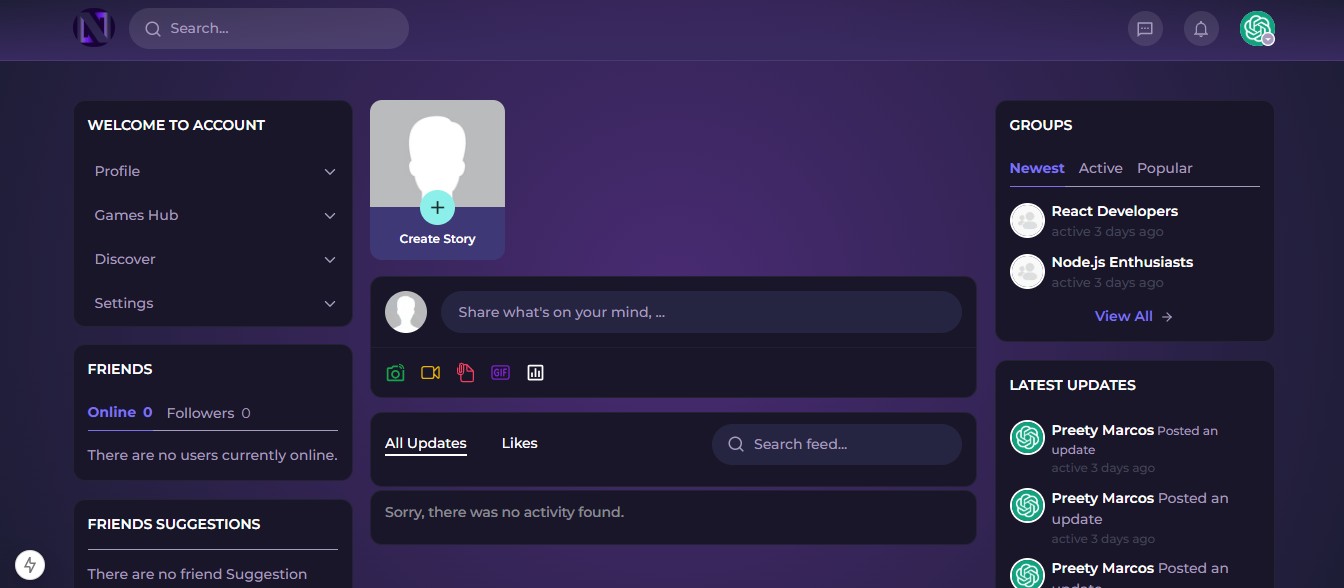 N
Search...
WELCOME TO ACCOUNT
Profile
Games Hub
Discover
Settings
FRIENDS
Online 0 Followers 0
There are no users currently online.
FRIENDS SUGGESTIONS
There are no friend Suggestion
Create Story
Share what's on your mind, ...
GIF
All Updates Likes
Search feed...
Sorry, there was no activity found.
GROUPS
Newest Active Popular
React Developers
active 3 days ago
Node.js Enthusiasts
active 3 days ago
View All
LATEST UPDATES
Preety Marcos Posted an
update
active 3 days ago
Preety Marcos Posted an
update
active 3 days ago
Preety Marcos Posted an
update